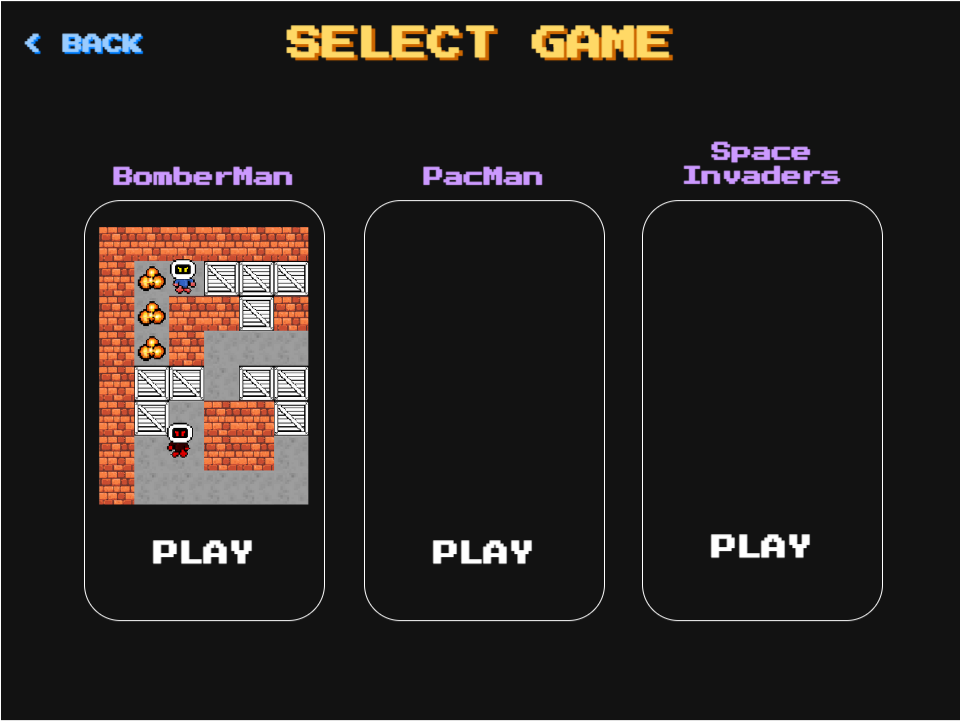 < BACK
SELECT GAME
BomberMan
PacMan
Space
Invaders
PLAY
PLAY
PLAY